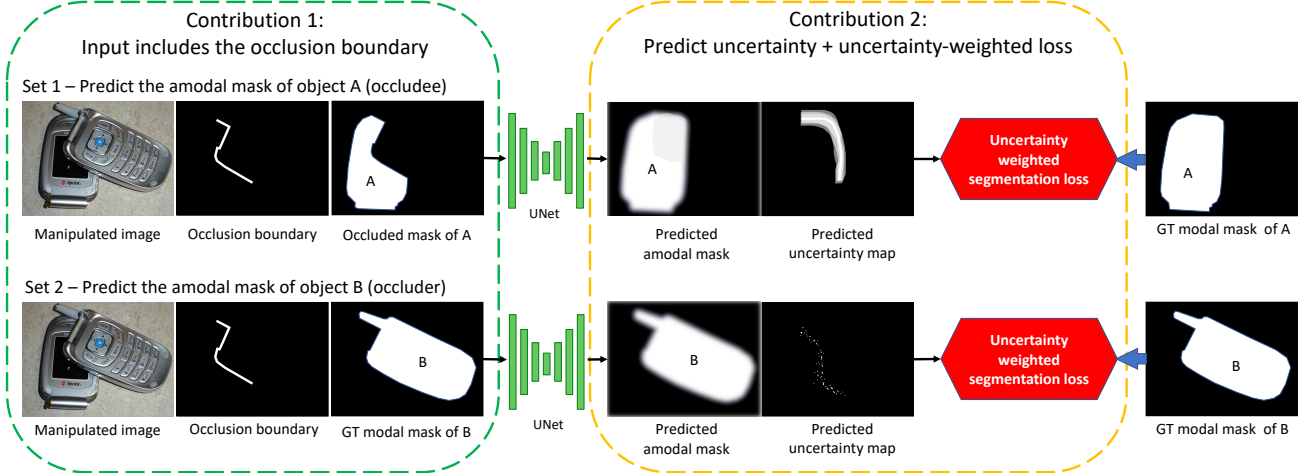 Contribution 1:
Input includes the occlusion boundary
Contribution 2:
Predict uncertainty + uncertainty-weighted loss
Set 1 – Predict the amodal mask of object A (occludee)
A
A
A
Uncertainty
weighted
segmentation loss
UNet
Manipulated image
Occlusion boundary
Occluded mask of A
Predicted
amodal mask
Predicted
uncertainty map
GT modal mask of A
Set 2 – Predict the amodal mask of object B (occluder)
B
B
B
Uncertainty
weighted
segmentation loss
UNet
Manipulated image
Occlusion boundary
GT modal mask of B
Predicted
amodal mask
Predicted
uncertainty map
GT modal mask of B